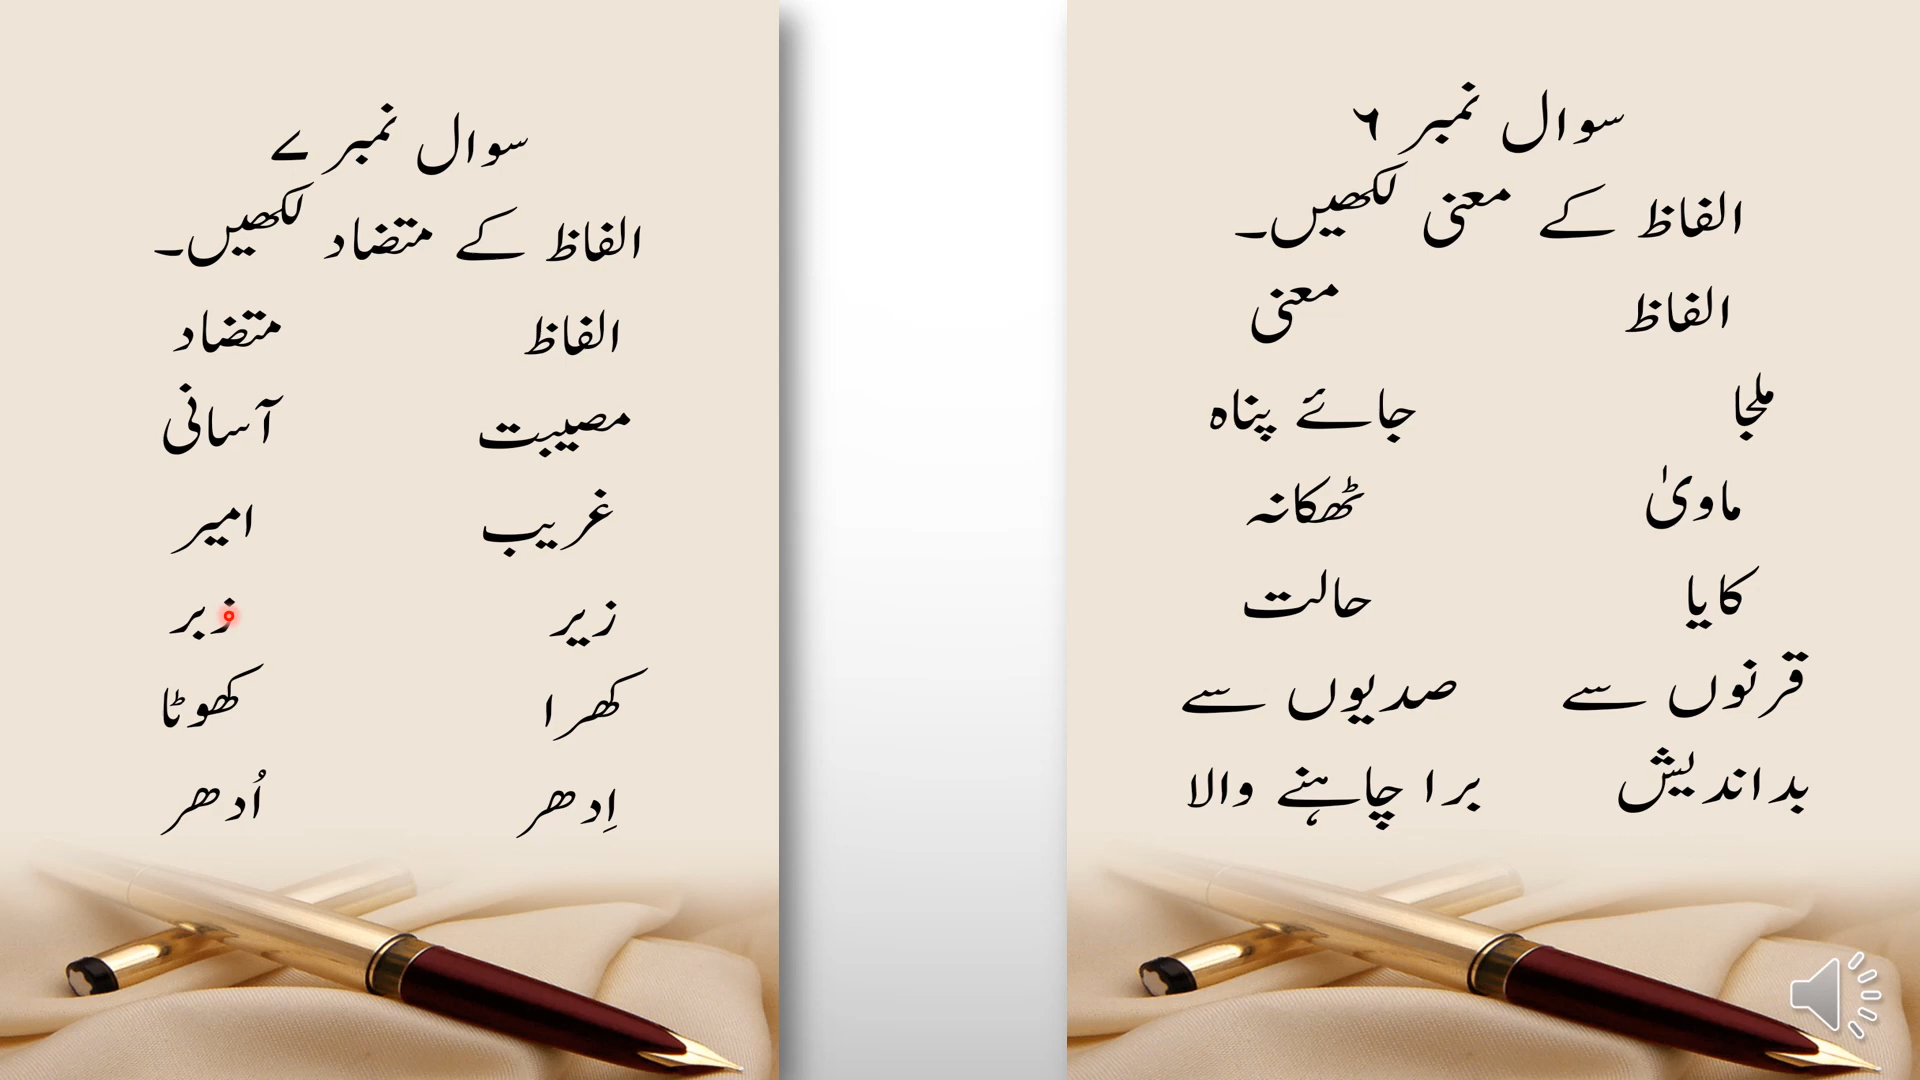 سوال نمبر ۶
الفاظ کے معنی لکھیں۔
الفاظ معنی
ملجا جائے پناہ
ماویٰ ٹھکانہ
کایا حالت
قرنوں سے صدیوں سے
بداندیش برا چاہنے والا
سوال نمبر ۷
الفاظ کے متضاد لکھیں۔
الفاظ متضاد
مصیبت آسانی
غریب امیر
زیر زبر
کھرا کھوٹا
اِدھر اُدھر